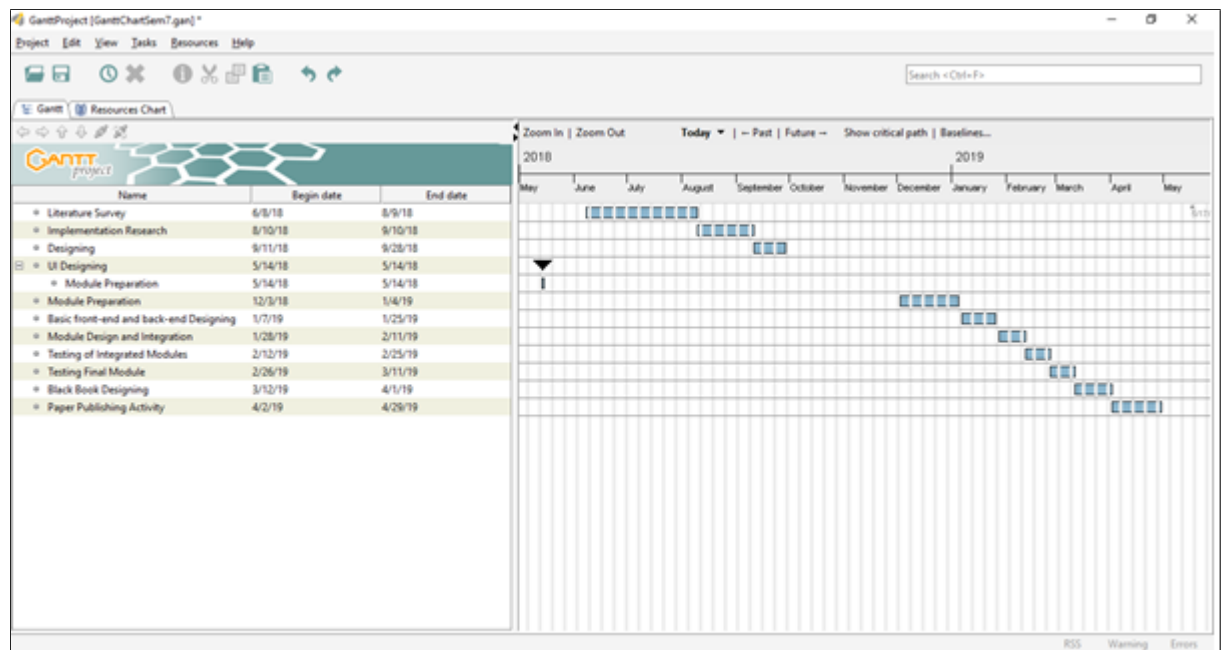 GanttProject [GanttChartSem7.gan] *
Project Edit View Tasks Resources Help
Search <Ctrl+F>
Gantt Resources Chart
Zoom In | Zoom Out Today ▼ | ← Past | Future → Show critical path | Baselines...
GANTT project
2018 2019
May June July August September October November December January February March April May
Name Begin date End date
Literature Survey 6/8/18 8/9/18
Implementation Research 8/10/18 9/10/18
Designing 9/11/18 9/28/18
UI Designing 5/14/18 5/14/18
Module Preparation 5/14/18 5/14/18
Module Preparation 12/3/18 1/4/19
Basic front-end and back-end Designing 1/7/19 1/25/19
Module Design and Integration 1/28/19 2/11/19
Testing of Integrated Modules 2/12/19 2/25/19
Testing Final Module 2/26/19 3/11/19
Black Book Designing 3/12/19 4/1/19
Paper Publishing Activity 4/2/19 4/29/19
RSS Warning Errors